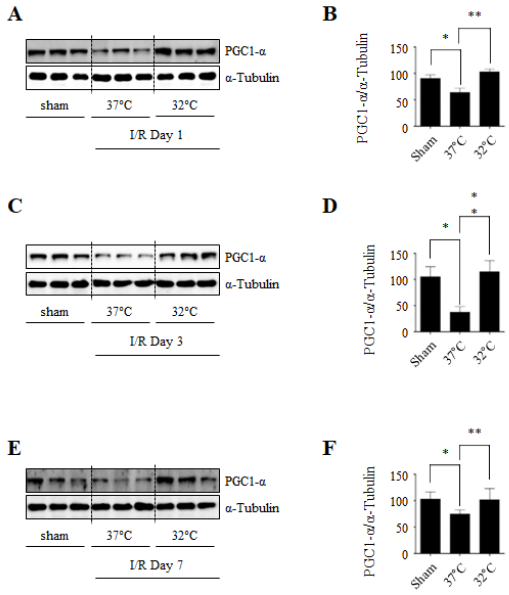 A
PGC1-α
α-Tubulin
sham 37°C 32°C
I/R Day 1
B
* **
PGC1-α/α-Tubulin
150
100
50
0
Sham 37°C 32°C
C
PGC1-α
α-Tubulin
sham 37°C 32°C
I/R Day 3
D
*
* *
PGC1-α/α-Tubulin
150
100
50
0
Sham 37°C 32°C
E
PGC1-α
α-Tubulin
sham 37°C 32°C
I/R Day 7
F
* **
PGC1-α/α-Tubulin
150
100
50
0
Sham 37°C 32°C